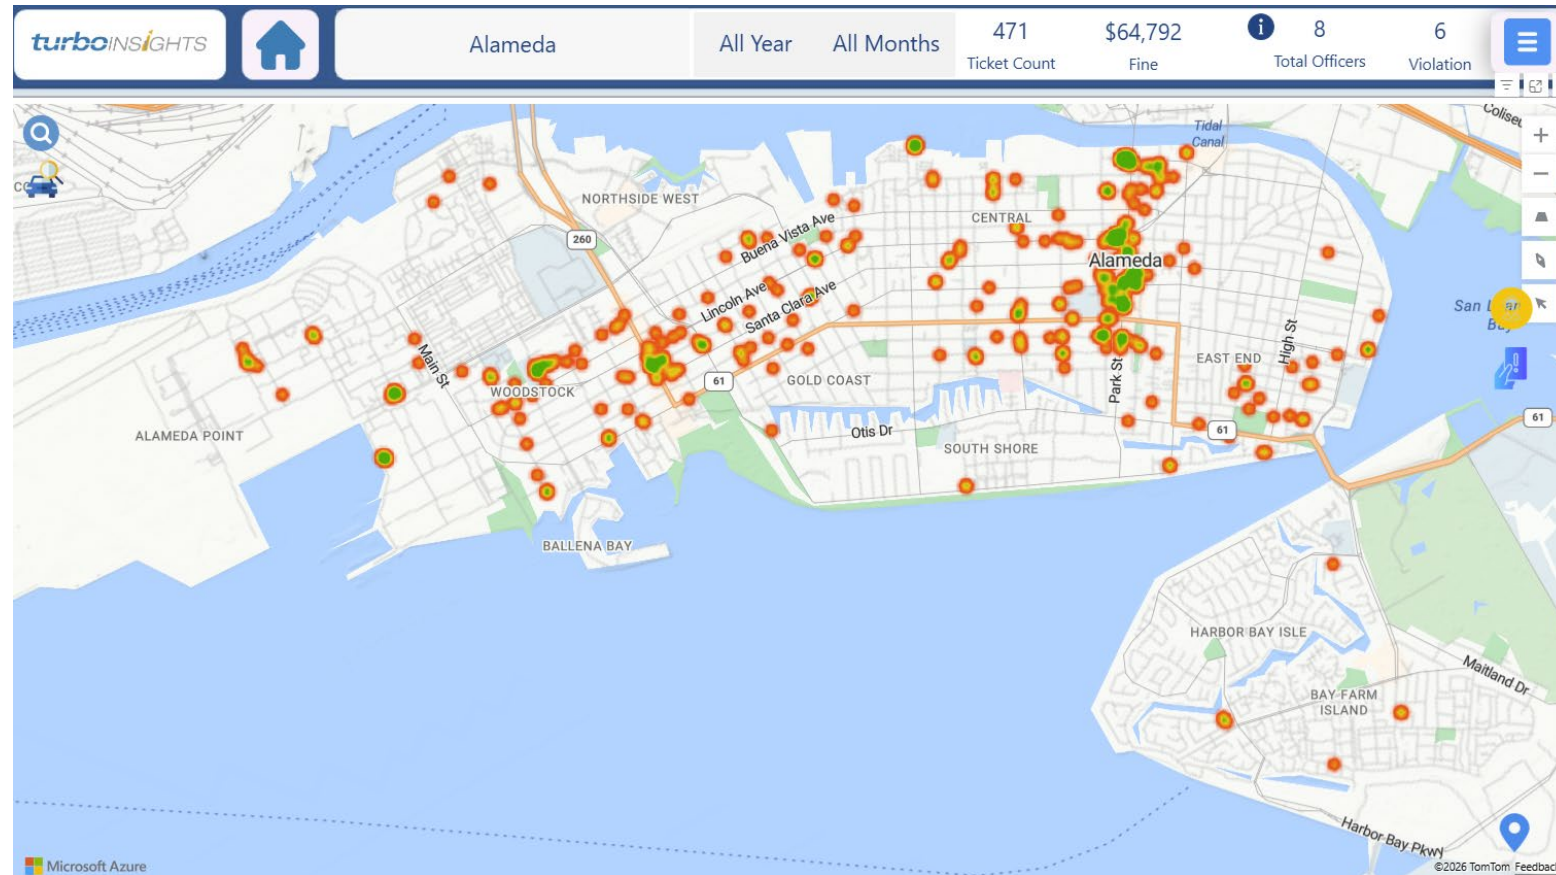 turboINSiGHTS
Alameda
All Year
All Months
471
Ticket Count
$64,792
Fine
8
Total Officers
6
Violation
Tidal
Canal
NORTHSIDE WEST
260
Buena Vista Ave
CENTRAL
Alameda
Lincoln Ave
Santa Clara Ave
High St
Main St
EAST END
61
GOLD COAST
WOODSTOCK
Park St
ALAMEDA POINT
Otis Dr
61
61
SOUTH SHORE
BALLENA BAY
HARBOR BAY ISLE
Maitland Dr
BAY FARM
ISLAND
Harbor Bay Pkwy
Microsoft Azure
©2026 TomTom Feedback